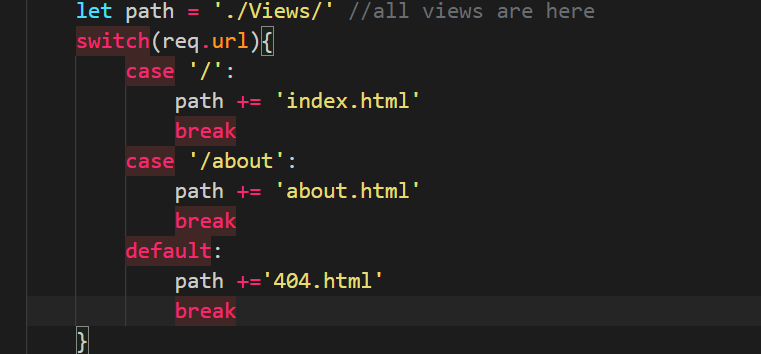 let path = './Views/' //all views are here
switch(req.url){
    case '/':
        path += 'index.html'
        break
    case '/about':
        path += 'about.html'
        break
    default:
        path +='404.html'
        break
}